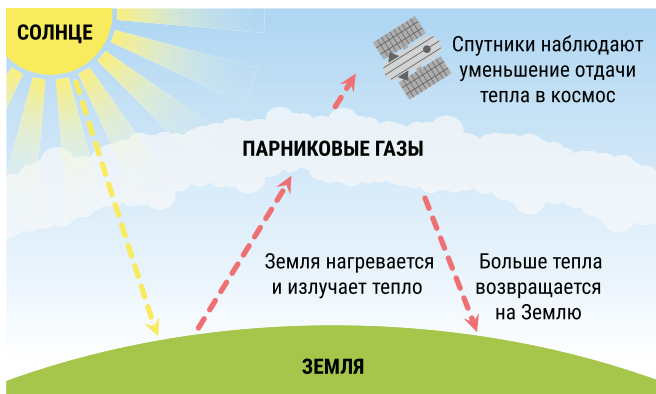 СОЛНЦЕ
Спутники наблюдают
уменьшение отдачи
тепла в космос
ПАРНИКОВЫЕ ГАЗЫ
Земля нагревается
и излучает тепло
Больше тепла
возвращается
на Землю
ЗЕМЛЯ